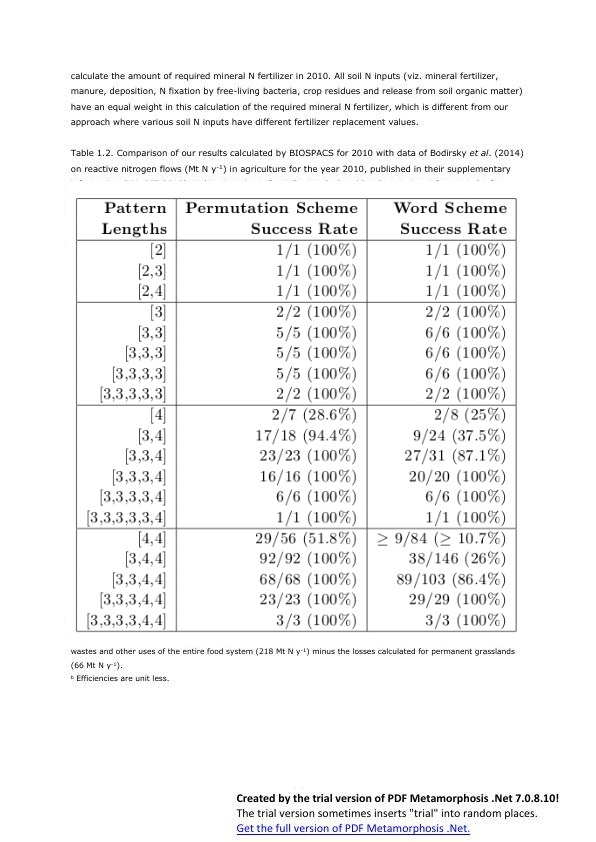 calculate the amount of required mineral N fertilizer in 2010. All soil N inputs (viz. mineral fertilizer,
manure, deposition, N fixation by free-living bacteria, crop residues and release from soil organic matter)
have an equal weight in this calculation of the required mineral N fertilizer, which is different from our
approach where various soil N inputs have different fertilizer replacement values.
Table 1.2. Comparison of our results calculated by BIOSPACS for 2010 with data of Bodirsky et al. (2014)
on reactive nitrogen flows (Mt N y⁻¹) in agriculture for the year 2010, published in their supplementary
Pattern Permutation Scheme Word Scheme
Lengths Success Rate Success Rate
[2] 1/1 (100%) 1/1 (100%)
[2,3] 1/1 (100%) 1/1 (100%)
[2,4] 1/1 (100%) 1/1 (100%)
[3] 2/2 (100%) 2/2 (100%)
[3,3] 5/5 (100%) 6/6 (100%)
[3,3,3] 5/5 (100%) 6/6 (100%)
[3,3,3,3] 5/5 (100%) 6/6 (100%)
[3,3,3,3,3] 2/2 (100%) 2/2 (100%)
[4] 2/7 (28.6%) 2/8 (25%)
[3,4] 17/18 (94.4%) 9/24 (37.5%)
[3,3,4] 23/23 (100%) 27/31 (87.1%)
[3,3,3,4] 16/16 (100%) 20/20 (100%)
[3,3,3,3,4] 6/6 (100%) 6/6 (100%)
[3,3,3,3,3,4] 1/1 (100%) 1/1 (100%)
[4,4] 29/56 (51.8%) ≥ 9/84 (≥ 10.7%)
[3,4,4] 92/92 (100%) 38/146 (26%)
[3,3,4,4] 68/68 (100%) 89/103 (86.4%)
[3,3,3,4,4] 23/23 (100%) 29/29 (100%)
[3,3,3,3,4,4] 3/3 (100%) 3/3 (100%)
wastes and other uses of the entire food system (218 Mt N y⁻¹) minus the losses calculated for permanent grasslands
(66 Mt N y⁻¹).
ᵇ Efficiencies are unit less.
Created by the trial version of PDF Metamorphosis .Net 7.0.8.10!
The trial version sometimes inserts "trial" into random places.
Get the full version of PDF Metamorphosis .Net.